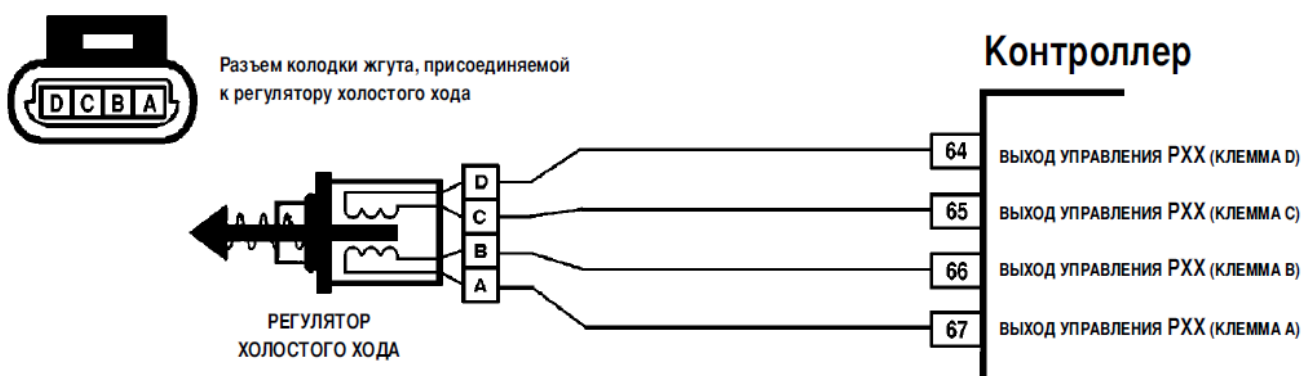 Контроллер
Разъем колодки жгута, присоединяемой
к регулятору холостого хода
D C B A
64 ВЫХОД УПРАВЛЕНИЯ РХХ (КЛЕММА D)
D
65 ВЫХОД УПРАВЛЕНИЯ РХХ (КЛЕММА C)
C
B
66 ВЫХОД УПРАВЛЕНИЯ РХХ (КЛЕММА B)
A
67 ВЫХОД УПРАВЛЕНИЯ РХХ (КЛЕММА A)
РЕГУЛЯТОР
ХОЛОСТОГО ХОДА